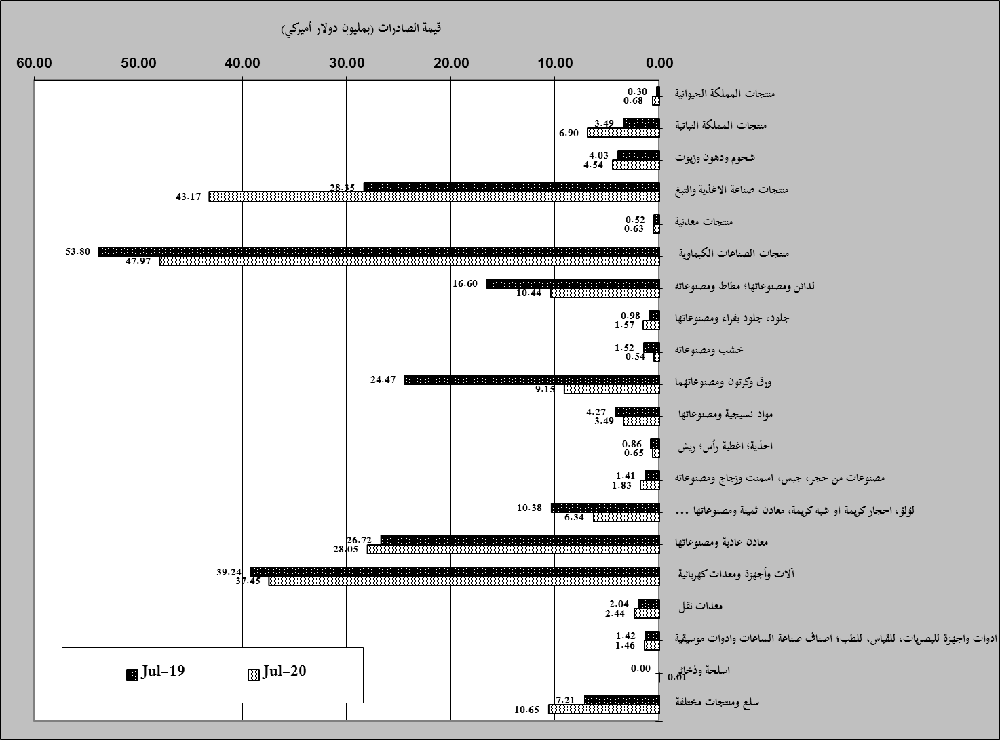 قيمة الصادرات (بمليون دولار أميركي)
60.00 50.00 40.00 30.00 20.00 10.00 0.00
منتجات المملكة الحيوانية
0.30
0.68
منتجات المملكة النباتية
3.49
6.90
شحوم ودهون وزيوت
4.03
4.54
منتجات صناعة الاغذية والتبغ
28.35
43.17
منتجات معدنية
0.52
0.63
منتجات الصناعات الكيماوية
53.80
47.97
لدائن ومصنوعاتها؛ مطاط ومصنوعاته
16.60
10.44
جلود، جلود بفراء ومصنوعاتها
0.98
1.57
خشب ومصنوعاته
1.52
0.54
ورق وكرتون ومصنوعاتهما
24.47
9.15
مواد نسيجية ومصنوعاتها
4.27
3.49
احذية؛ اغطية رأس؛ ريش
0.86
0.65
مصنوعات من حجر، جبس، اسمنت وزجاج ومصنوعاته
1.41
1.83
لؤلؤ، احجار كريمة او شبه كريمة، معادن ثمينة ومصنوعاتها ...
10.38
6.34
معادن عادية ومصنوعاتها
26.72
28.05
آلات وأجهزة ومعدات كهربائية
39.24
37.45
معدات نقل
2.04
2.44
ادوات واجهزة للبصريات، للقياس، للطب؛ اصناف صناعة الساعات وادوات موسيقية
1.42
1.46
اسلحة وذخائر
0.00
0.01
سلع ومنتجات مختلفة
7.21
10.65
Jul-19 Jul-20